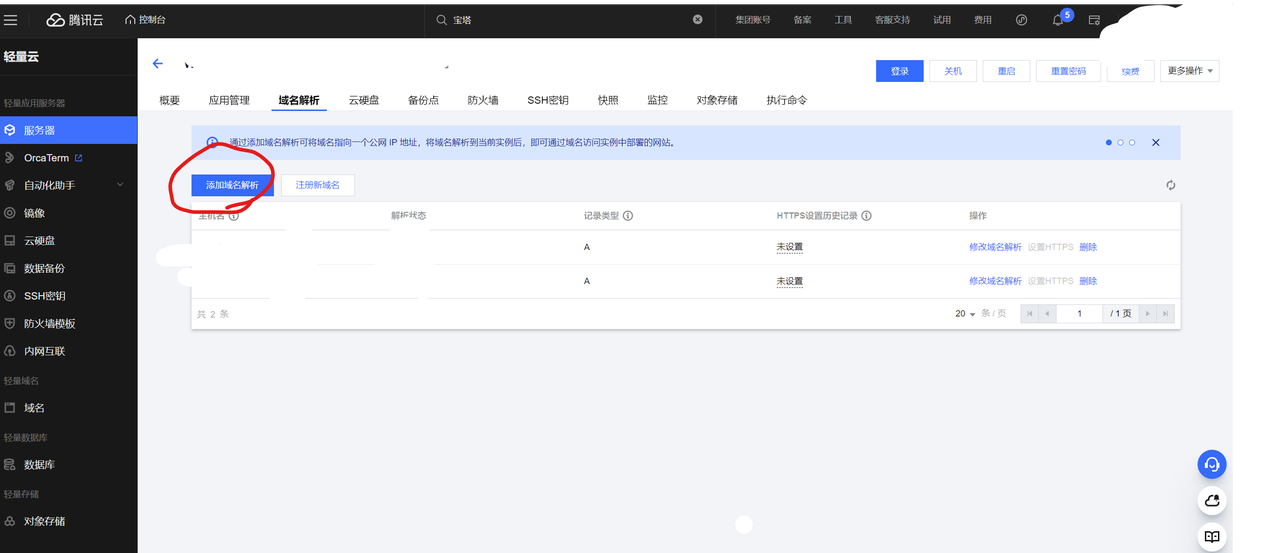 腾讯云 控制台 宝塔 集团账号 备案 工具 客服支持 试用 费用 5
轻量云
登录 关机 重启 重置密码 续费 更多操作
概要 应用管理 域名解析 云硬盘 备份点 防火墙 SSH密钥 快照 监控 对象存储 执行命令
轻量应用服务器
服务器
OrcaTerm
自动化助手
镜像
云硬盘
数据备份
SSH密钥
防火墙模板
内网互联
轻量域名
域名
轻量数据库
数据库
轻量存储
对象存储
通过添加域名解析可将域名指向一个公网 IP 地址，将域名解析到当前实例后，即可通过域名访问实例中部署的网站。
添加域名解析 注册新域名
主机名 解析状态 记录类型 HTTPS设置历史记录 操作
A 未设置 修改域名解析 设置HTTPS 删除
A 未设置 修改域名解析 设置HTTPS 删除
共 2 条 20 条 / 页 1 / 1 页